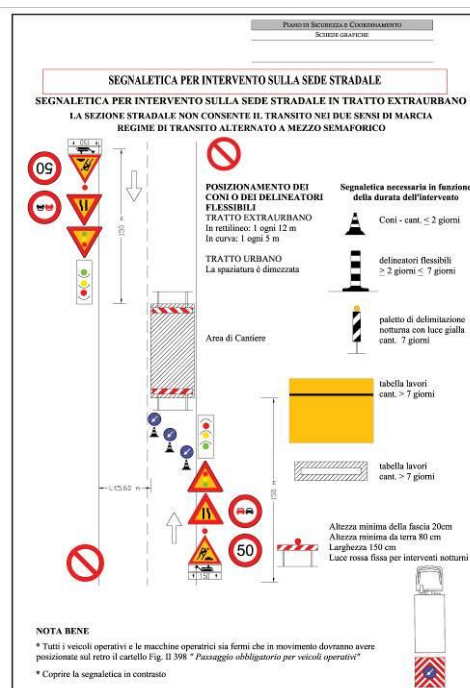 PIANO DI SICUREZZA E COORDINAMENTO
SCHEDE GRAFICHE
SEGNALETICA PER INTERVENTO SULLA SEDE STRADALE
SEGNALETICA PER INTERVENTO SULLA SEDE STRADALE IN TRATTO EXTRAURBANO
LA SEZIONE STRADALE NON CONSENTE IL TRANSITO NEI DUE SENSI DI MARCIA
REGIME DI TRANSITO ALTERNATO A MEZZO SEMAFORICO
150
50
150 m
POSIZIONAMENTO DEI
CONI O DEI DELINEATORI
FLESSIBILI
TRATTO EXTRAURBANO
In rettilineo: 1 ogni 12 m
In curva: 1 ogni 5 m
TRATTO URBANO
La spaziatura è dimezzata
Segnaletica necessaria in funzione
della durata dell'intervento
Coni - cant. ≤ 2 giorni
delineatori flessibili
≥ 2 giorni ≤ 7 giorni
paletto di delimitazione
notturna con luce gialla
cant. 7 giorni
Area di Cantiere
tabella lavori
cant. > 7 giorni
tabella lavori
cant. > 7 giorni
L<5.60 m
150 m
50
150
Altezza minima della fascia 20cm
Altezza minima da terra 80 cm
Larghezza 150 cm
Luce rossa fissa per interventi notturni
NOTA BENE
* Tutti i veicoli operativi e le macchine operatrici sia fermi che in movimento dovranno avere
posizionate sul retro il cartello Fig. II 398 " Passaggio obbligatorio per veicoli operativi"
* Coprire la segnaletica in contrasto